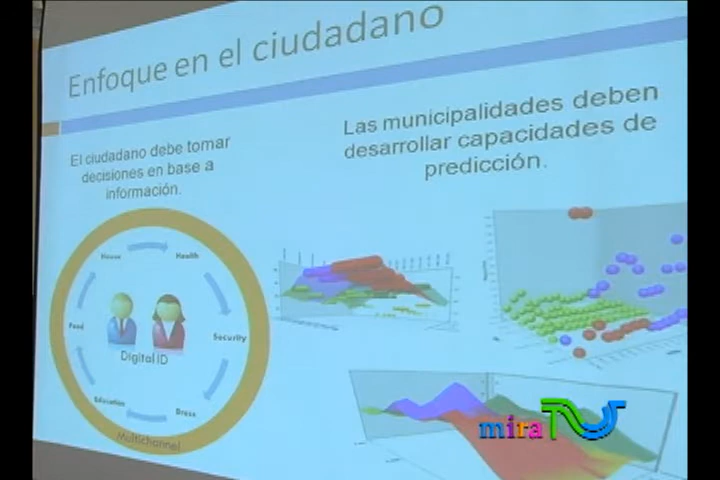 Enfoque en el ciudadano
El ciudadano debe tomar
decisiones en base a
información.
Las municipalidades deben
desarrollar capacidades de
predicción.
House
Health
Food
Security
Digital ID
Education
Dress
Multichannel
mira